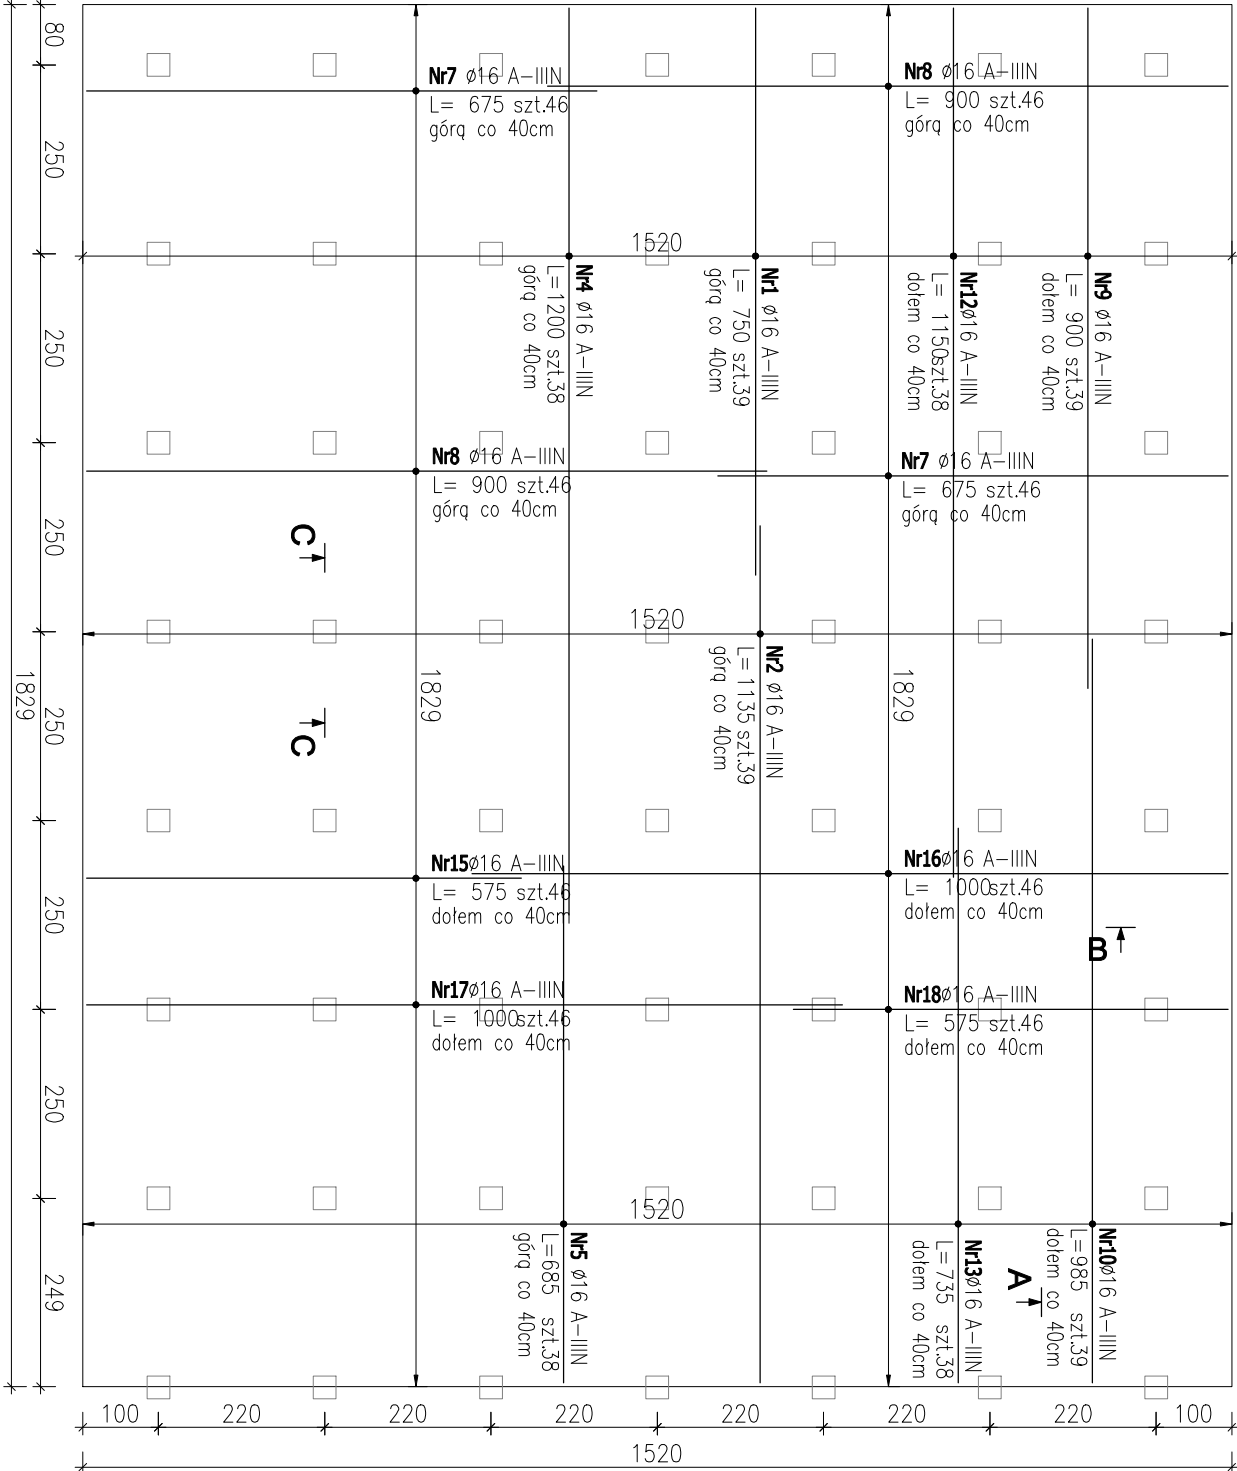 80
250
250
250
250
250
250
249
1829
Nr7 ø16 A-IIIN
L= 675 szt.46
górą co 40cm
Nr8 ø16 A-IIIN
L= 900 szt.46
górą co 40cm
1520
Nr4 ø16 A-IIIN
L=1200 szt.38
górą co 40cm
Nr1 ø16 A-IIIN
L= 750 szt.39
górą co 40cm
Nr12ø16 A-IIIN
L= 1150szt.38
dołem co 40cm
Nr9 ø16 A-IIIN
L= 900 szt.39
dołem co 40cm
Nr8 ø16 A-IIIN
L= 900 szt.46
górą co 40cm
Nr7 ø16 A-IIIN
L= 675 szt.46
górą co 40cm
C
1520
Nr2 ø16 A-IIIN
L=1135 szt.39
górą co 40cm
1829
1829
C
Nr15ø16 A-IIIN
L= 575 szt.46
dołem co 40cm
Nr16ø16 A-IIIN
L= 1000szt.46
dołem co 40cm
B
Nr17ø16 A-IIIN
L= 1000szt.46
dołem co 40cm
Nr18ø16 A-IIIN
L= 575 szt.46
dołem co 40cm
1520
Nr5 ø16 A-IIIN
L=685 szt.38
górą co 40cm
Nr13ø16 A-IIIN
L=735 szt.38
dołem co 40cm
A
Nr10ø16 A-IIIN
L=985 szt.39
dołem co 40cm
100 220 220 220 220 220 220 100
1520